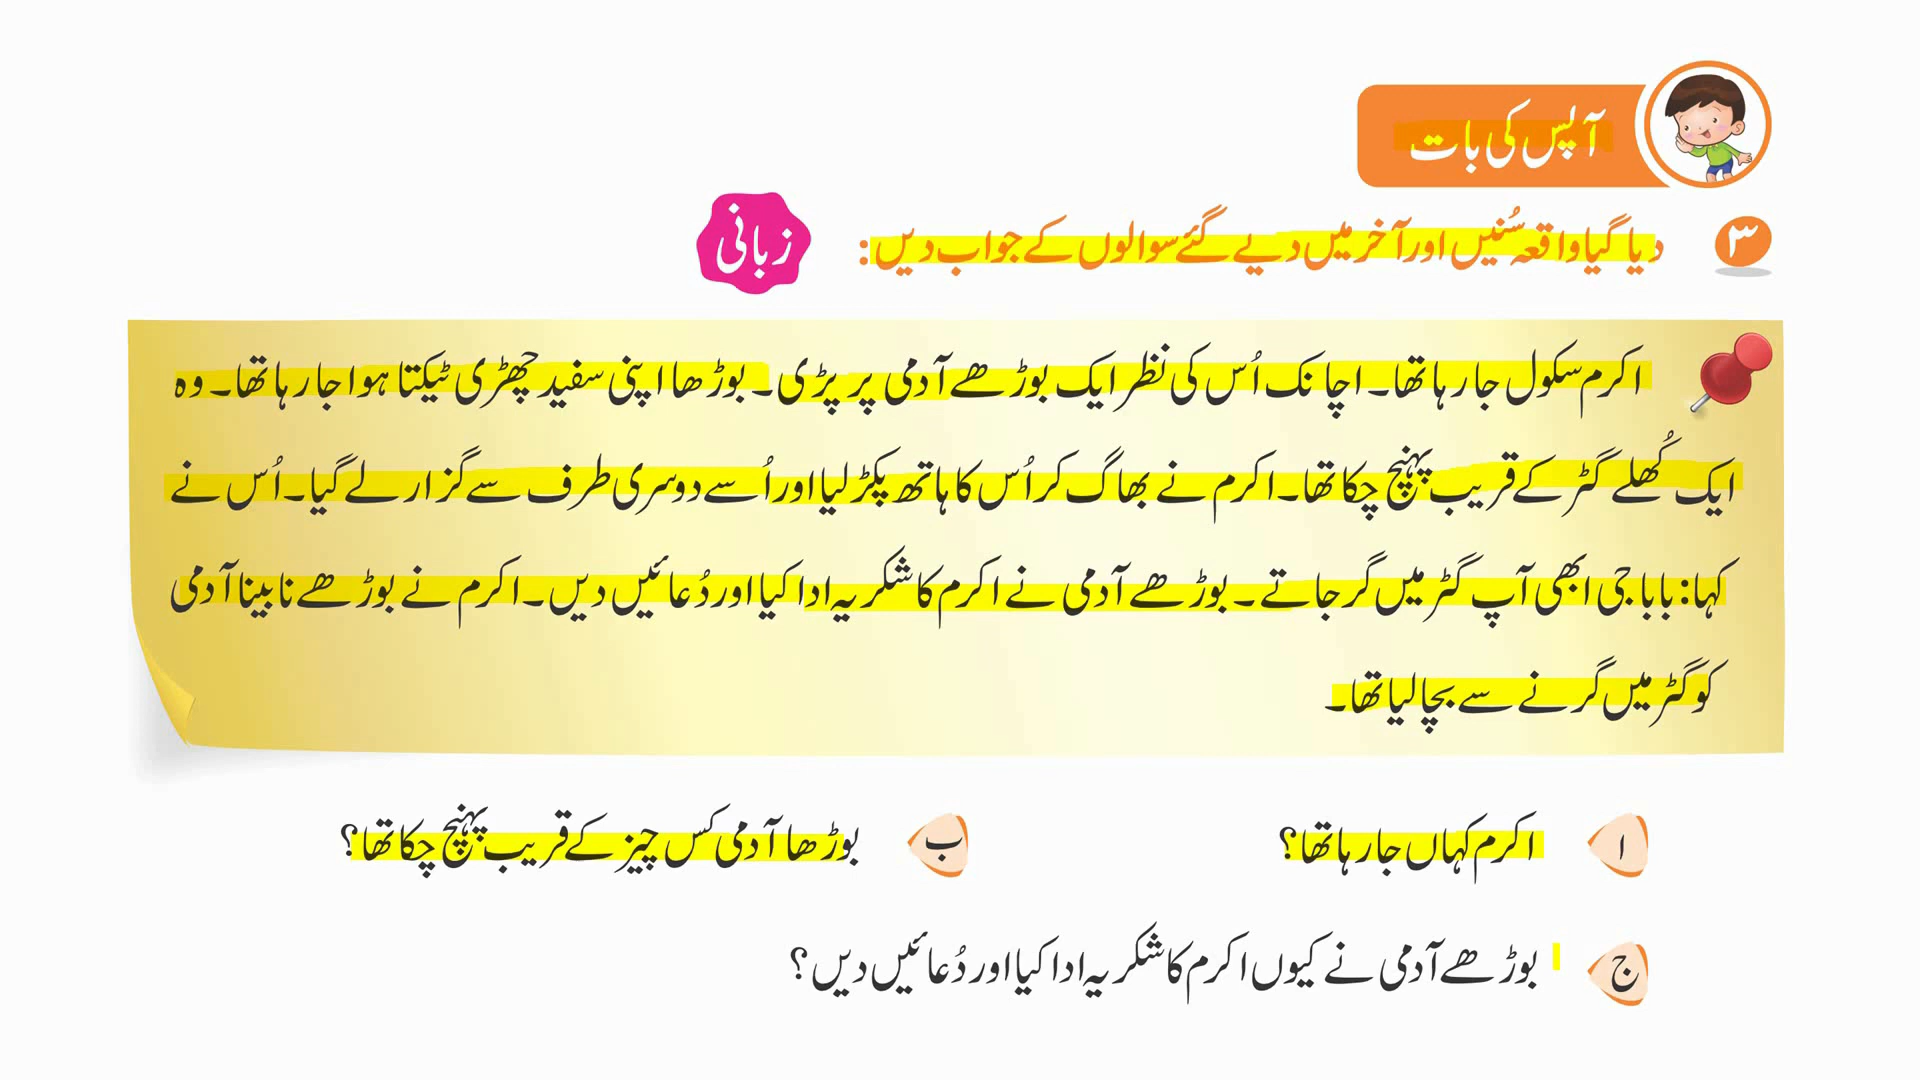 آپس کی بات
۳ دیا گیا واقعہ سُنیں اور آخر میں دیے گئے سوالوں کے جواب دیں: زبانی
اکرم سکول جا رہا تھا۔ اچانک اُس کی نظر ایک بوڑھے آدمی پر پڑی۔ بوڑھا اپنی سفید چھڑی ٹیکتا ہوا جا رہا تھا۔ وہ
ایک کُھلے گٹر کے قریب پہنچ چکا تھا۔ اکرم نے بھاگ کر اُس کا ہاتھ پکڑ لیا اور اُسے دوسری طرف سے گزار لے گیا۔ اُس نے
کہا: بابا جی ابھی آپ گٹر میں گر جاتے۔ بوڑھے آدمی نے اکرم کا شکریہ ادا کیا اور دُعائیں دیں۔ اکرم نے بوڑھے نابینا آدمی
کو گٹر میں گرنے سے بچا لیا تھا۔
ا اکرم کہاں جا رہا تھا؟ ب بوڑھا آدمی کس چیز کے قریب پہنچ چکا تھا؟
ج بوڑھے آدمی نے کیوں اکرم کا شکریہ ادا کیا اور دُعائیں دیں؟